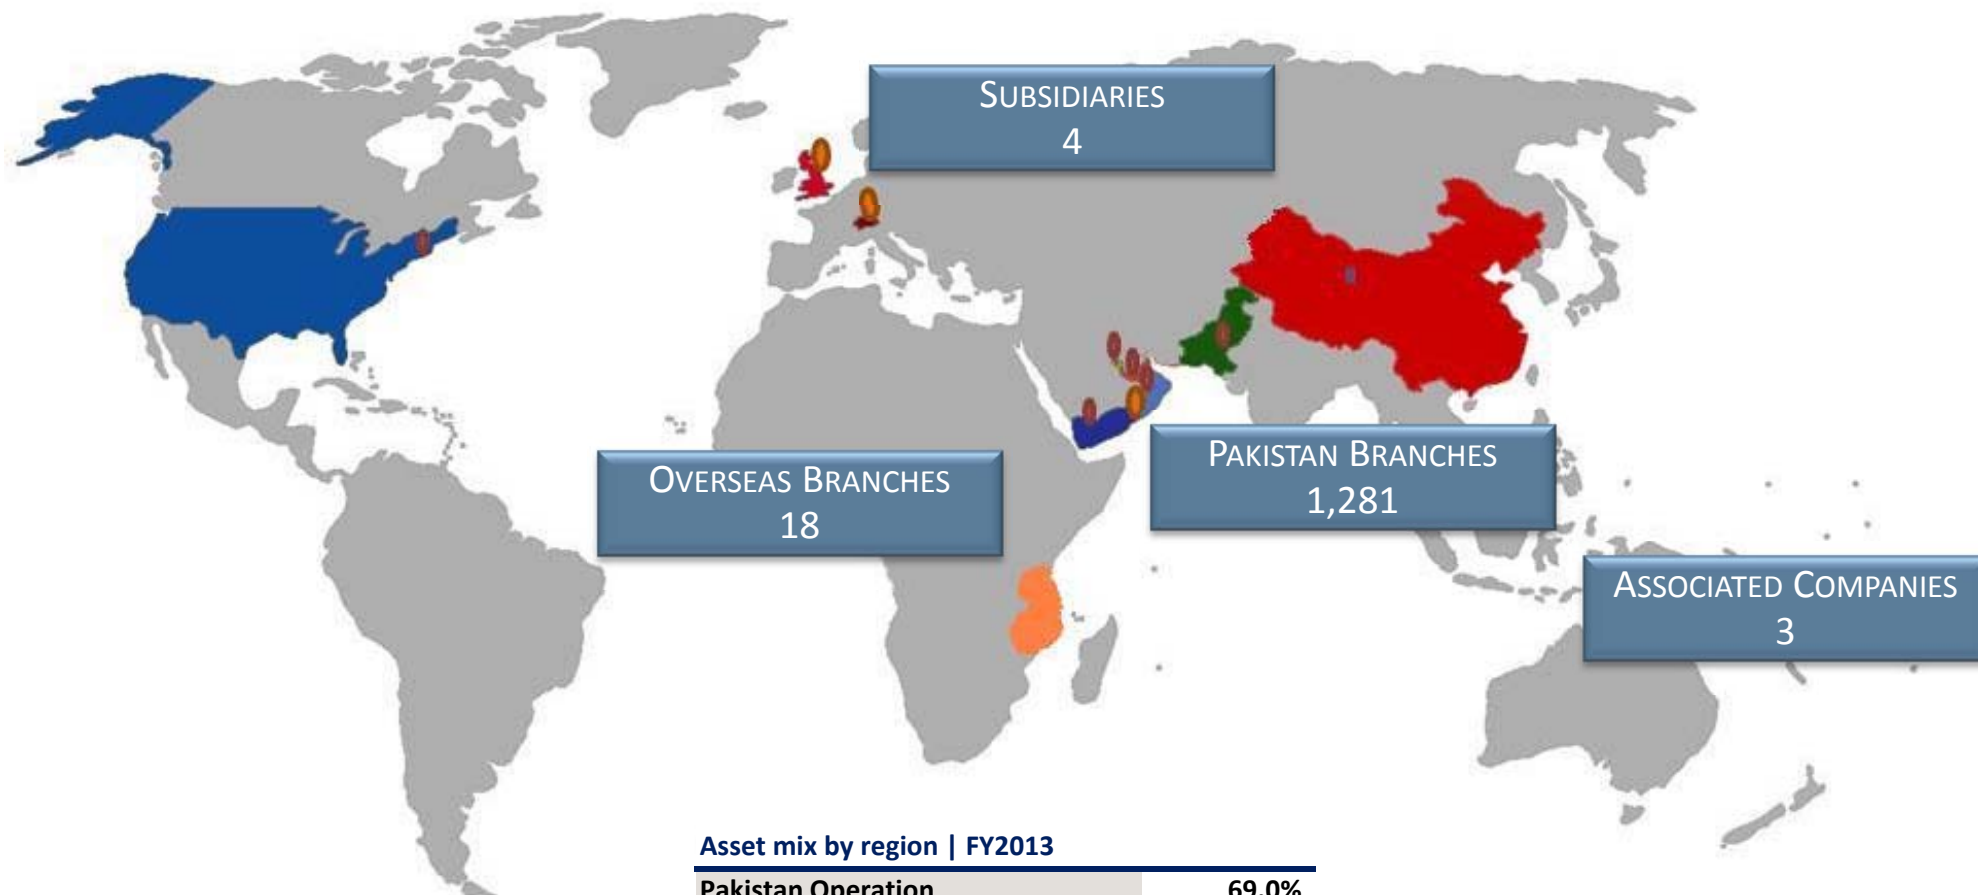 SUBSIDIARIES
4
OVERSEAS BRANCHES
18
PAKISTAN BRANCHES
1,281
ASSOCIATED COMPANIES
3
Asset mix by region | FY2013
Pakistan Operation 69.0%